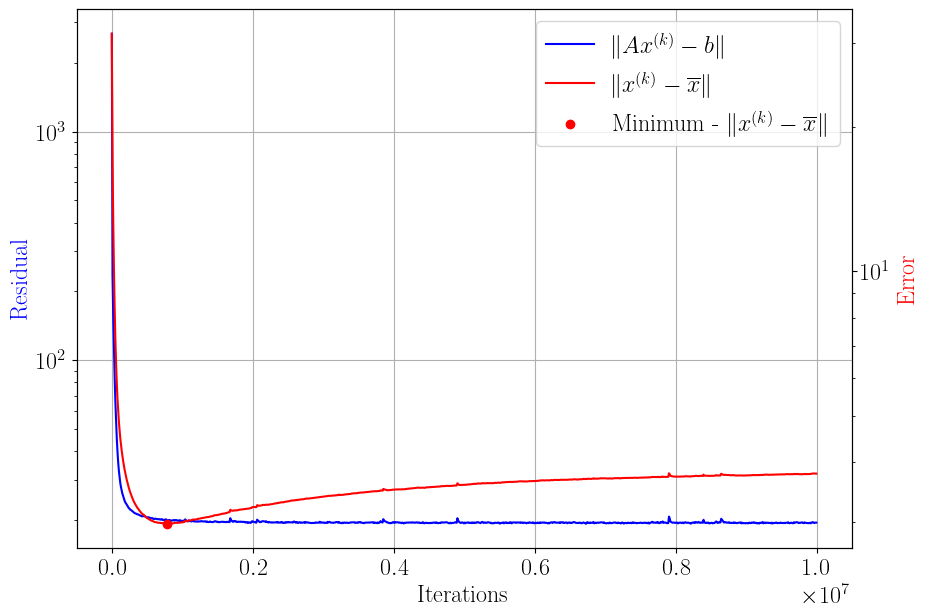 ‖Ax^(k) − b‖
‖x^(k) − x̅‖
Minimum - ‖x^(k) − x̅‖
10^3
10^2
Residual
10^1
Error
0.0 0.2 0.4 0.6 0.8 1.0
×10^7
Iterations